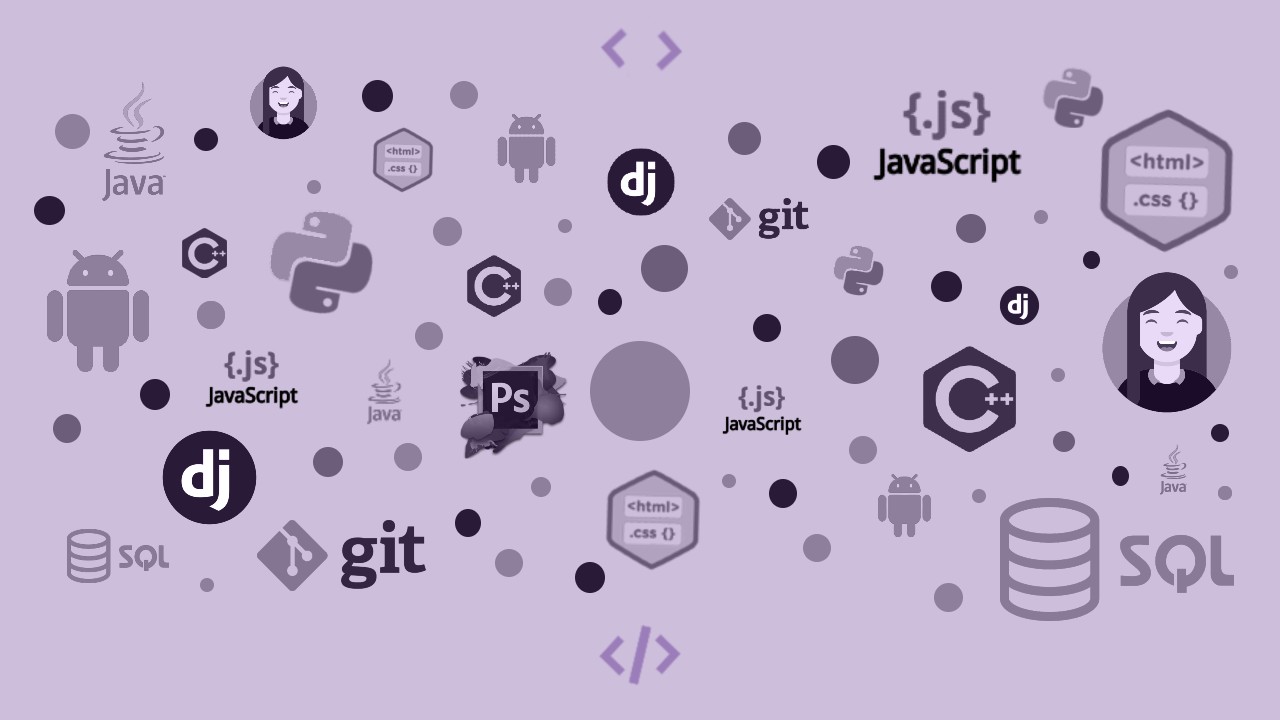 < >
{.js}
JavaScript
Java
<html>
.css {}
<html>
.css {}
dj
git
C++
C++
dj
{.js}
JavaScript
Java
Ps
{.js}
JavaScript
C++
dj
Java
<html>
.css {}
SQL
git
SQL
</>